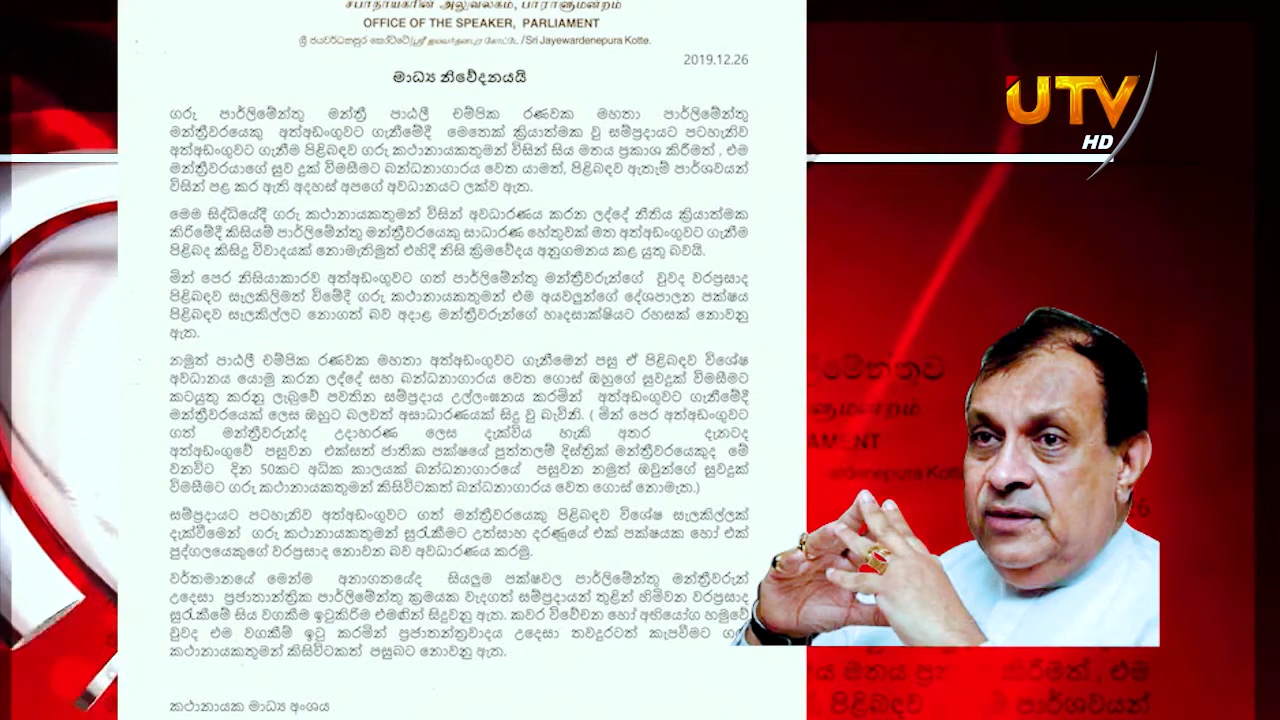 சபாநாயகரின் அலுவலகம், பாராளுமன்றம்
OFFICE OF THE SPEAKER, PARLIAMENT
ශ්‍රී ජයවර්ධනපුර කෝට්ටේ/ /Sri Jayewardenepura Kotte.
2019.12.26
මාධ්‍ය නිවේදනයයි
ගරු පාර්ලිමේන්තු මන්ත්‍රී පාඨලී චම්පික රණවක මහතා පාර්ලිමේන්තු
මන්ත්‍රීවරයෙකු අත්අඩංගුවට ගැනීමේදී මෙතෙක් ක්‍රියාත්මක වූ සම්ප්‍රදායට පටහැනිව
අත්අඩංගුවට ගැනීම පිළිබඳව ගරු කථානායකතුමන් විසින් සිය මතය ප්‍රකාශ කිරීමත් , එම
මන්ත්‍රීවරයාගේ සුව දුක් විමසීමට බන්ධනාගාරය වෙත යාමත්, පිළිබඳව ඇතැම් පාර්ශවයන්
විසින් පළ කර ඇති අදහස් අපගේ අවධානයට ලක්ව ඇත.
මෙම සිද්ධියේදී ගරු කථානායකතුමන් විසින් අවධාරණය කරන ලද්දේ නීතිය ක්‍රියාත්මක
කිරීමේදී කිසියම් පාර්ලිමේන්තු මන්ත්‍රීවරයෙකු සාධාරණ හේතුවක් මත අත්අඩංගුවට ගැනීම
පිළිබද කිසිදු විවාදයක් නොමැතිමුත් එහිදී නිසි ක්‍රමවේදය අනුගමනය කළ යුතු බවයි.
මින් පෙර නිසියාකාරව අත්අඩංගුවට ගත් පාර්ලිමේන්තු මන්ත්‍රීවරුන්ගේ වුවද වරප්‍රසාද
පිළිබඳව සැලකිලිමත් වීමේදී ගරු කථානායකතුමන් එම අයවලුන්ගේ දේශපාලන පක්ෂය
පිළිබඳව සැලකිල්ලට නොගත් බව අදාළ මන්ත්‍රීවරුන්ගේ හෘදසාක්ෂියට රහසක් නොවනු
ඇත.
නමුත් පාඨලී චම්පික රණවක මහතා අත්අඩංගුවට ගැනීමෙන් පසු ඒ පිළිබඳව විශේෂ
අවධානය යොමු කරන ලද්දේ සහ බන්ධනාගාරය වෙත ගොස් ඔහුගේ සුවදුක් විමසීමට
කටයුතු කරනු ලැබුවේ පවතින සම්ප්‍රදාය උල්ලංඝනය කරමින් අත්අඩංගුවට ගැනීමේදී
මන්ත්‍රීවරයෙක් ලෙස ඔහුට බලවත් අසාධාරණයක් සිදු වූ බැවිනි. ( මින් පෙර අත්අඩංගුවට
ගත් මන්ත්‍රීවරුන්ද උදාහරණ ලෙස දැක්විය හැකි අතර දැනටද
අත්අඩංගුවේ පසුවන එක්සත් ජාතික පක්ෂයේ පුත්තලම් දිස්ත්‍රික් මන්ත්‍රීවරයෙකුද මේ
වනවිට දින 50කට අධික කාලයක් බන්ධනාගාරයේ පසුවන නමුත් ඔවුන්ගේ සුවදුක්
විමසීමට ගරු කථානායකතුමන් කිසිවිටකත් බන්ධනාගාරය වෙත ගොස් නොමැත.)
සම්ප්‍රදායට පටහැනිව අත්අඩංගුවට ගත් මන්ත්‍රීවරයෙකු පිළිබඳව විශේෂ සැලකිල්ලක්
දැක්වීමෙන් ගරු කථානායකතුමන් සුරැකීමට උත්සාහ දරණුයේ එක් පක්ෂයක හෝ එක්
පුද්ගලයෙකුගේ වරප්‍රසාද නොවන බව අවධාරණය කරමු.
වර්තමානයේ මෙන්ම අනාගතයේද සියලුම පක්ෂවල පාර්ලිමේන්තු මන්ත්‍රීවරුන්
උදෙසා ප්‍රජාතාන්ත්‍රික පාර්ලිමේන්තු ක්‍රමයක වැදගත් සම්ප්‍රදායන් තුළින් හිමිවන වරප්‍රසාද
සුරැකීමේ සිය වගකීම ඉටුකිරීම එමඟින් සිදුවනු ඇත. කවර විවේචන හෝ අභියෝග හමුවේ
වුවද එම වගකීම් ඉටු කරමින් ප්‍රජාතන්ත්‍රවාදය උදෙසා තවදුරටත් කැපවීමට
කථානායකතුමන් කිසිවිටකත් පසුබට නොවනු ඇත.
කථානායක මාධ්‍ය අංශය
UTV
HD